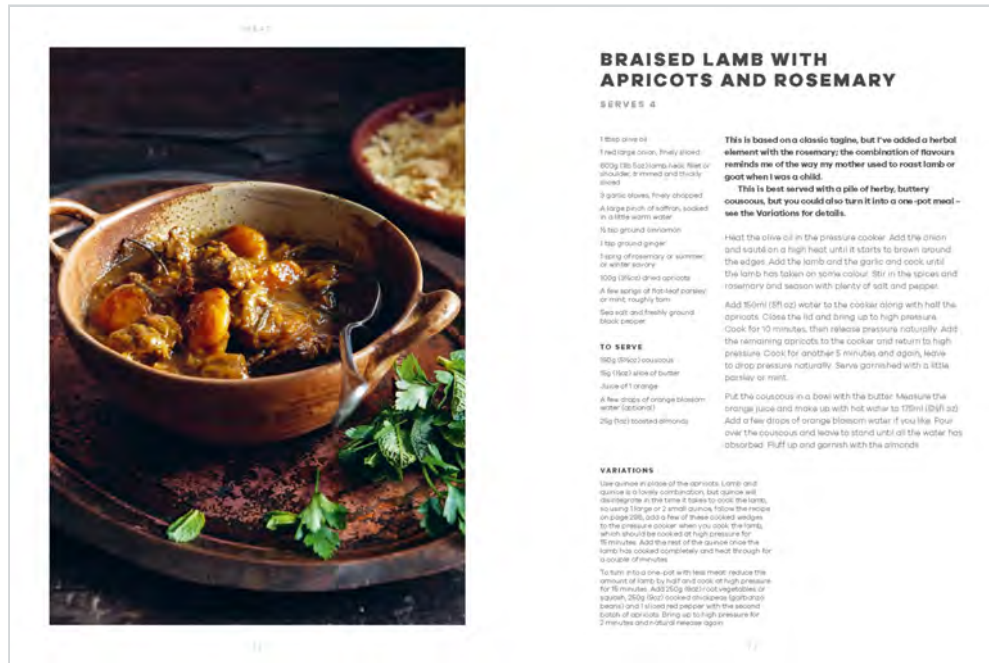 MEAT
BRAISED LAMB WITH
APRICOTS AND ROSEMARY
SERVES 4
1 tbsp olive oil
1 red large onion, finely sliced
600g (1lb 5oz) lamb neck fillet or
shoulder, trimmed and thickly
sliced
3 garlic cloves, finely chopped
A large pinch of saffron, soaked
in a little warm water
½ tsp ground cinnamon
1 tsp ground ginger
1 sprig of rosemary or summer
or winter savory
100g (3½oz) dried apricots
A few sprigs of flat-leaf parsley
or mint, roughly torn
Sea salt and freshly ground
black pepper
TO SERVE
couscous
15g (½oz) slice of butter
Juice of 1 orange
A few drops of orange blossom
water (optional)
25g (1oz) toasted almonds
This is based on a classic tagine, but I've added a herbal
element with the rosemary; the combination of flavours
reminds me of the way my mother used to roast lamb or
goat when I was a child.
This is best served with a pile of herby, buttery
couscous, but you could also turn it into a one-pot meal –
see the Variations for details.
Heat the olive oil in the pressure cooker. Add the onion
and sauté on a high heat until it starts to brown around
the edges. Add the lamb and the garlic and cook until
the lamb has taken on some colour. Stir in the spices and
rosemary and season with plenty of salt and pepper.
Add 150ml (5fl oz) water to the cooker along with half the
apricots. Close the lid and bring up to high pressure.
Cook for 10 minutes, then release pressure naturally. Add
the remaining apricots to the cooker and return to high
pressure. Cook for another 5 minutes and again, leave
to drop pressure naturally. Serve garnished with a little
parsley or mint.
Put the couscous in a bowl with the butter. Measure the
orange juice and make up with hot water to 175ml
Add a few drops of orange blossom water if you like. Pour
over the couscous and leave to stand until all the water has
absorbed. Fluff up and garnish with the almonds.
VARIATIONS
Use quince in place of the apricots. Lamb and
quince is a lovely combination, but quince will
disintegrate in the time it takes to cook the lamb,
so using 1 large or 2 small quince, follow the recipe
on page add a few of these cooked wedges
to the pressure cooker when you cook the lamb,
which should be cooked at high pressure for
15 minutes. Add the rest of the quince once the
lamb has cooked completely and heat through for
a couple of minutes.
To turn into a one-pot with less meat: reduce the
amount of lamb by half and cook at high pressure
for 15 minutes. Add 250g (9oz) root vegetables or
squash, 250g (9oz) cooked chickpeas (garbanzo
beans) and 1 sliced red pepper with the second
batch of apricots. Bring up to high pressure for
2 minutes and natural release again.